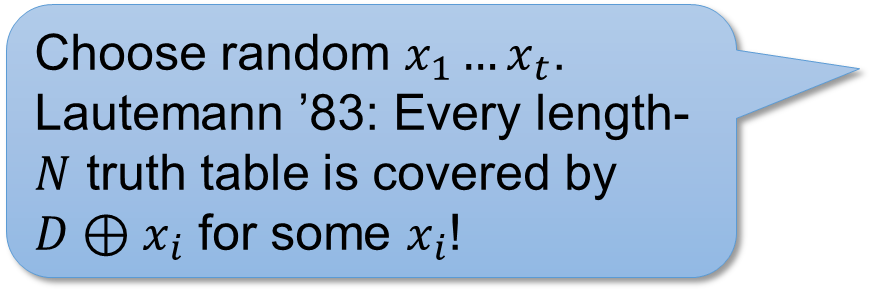 Choose random 𝑥₁ … 𝑥ₜ.
Lautemann ’83: Every length-
𝑁 truth table is covered by
𝐷 ⊕ 𝑥ᵢ for some 𝑥ᵢ!